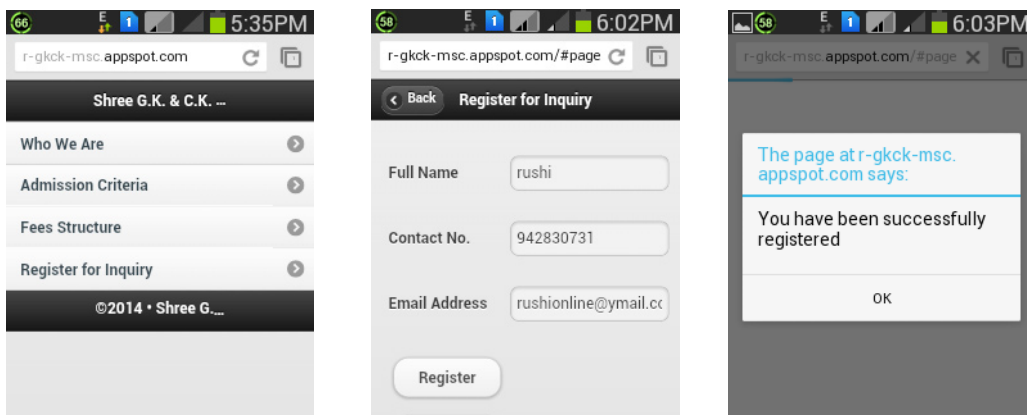 66 E 1 5:35PM
r-gkck-msc.appspot.com
Shree G.K. & C.K. ...
Who We Are
Admission Criteria
Fees Structure
Register for Inquiry
©2014 • Shree G....
58 E 1 6:02PM
r-gkck-msc.appspot.com/#page
Back Register for Inquiry
Full Name rushi
Contact No. 942830731
Email Address rushionline@ymail.cc
Register
58 E 1 6:03PM
r-gkck-msc.appspot.com/#page
The page at r-gkck-msc.
appspot.com says:
You have been successfully
registered
OK